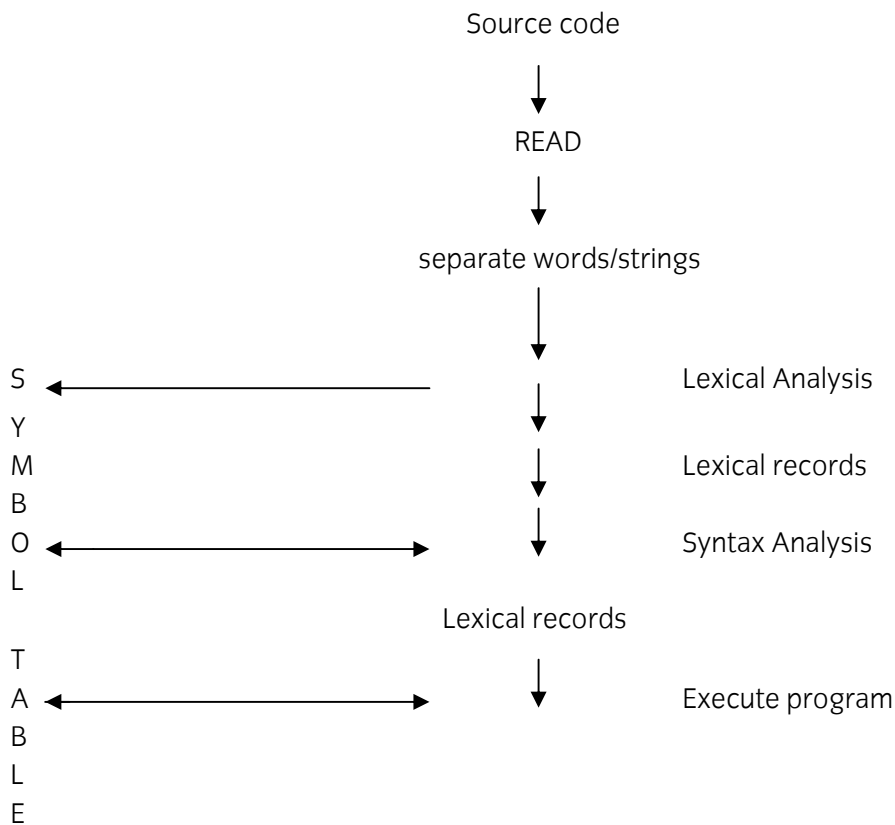 Source code
READ
separate words/strings
S
Lexical Analysis
Y
M
Lexical records
B
O
Syntax Analysis
L
Lexical records
T
A
Execute program
B
L
E